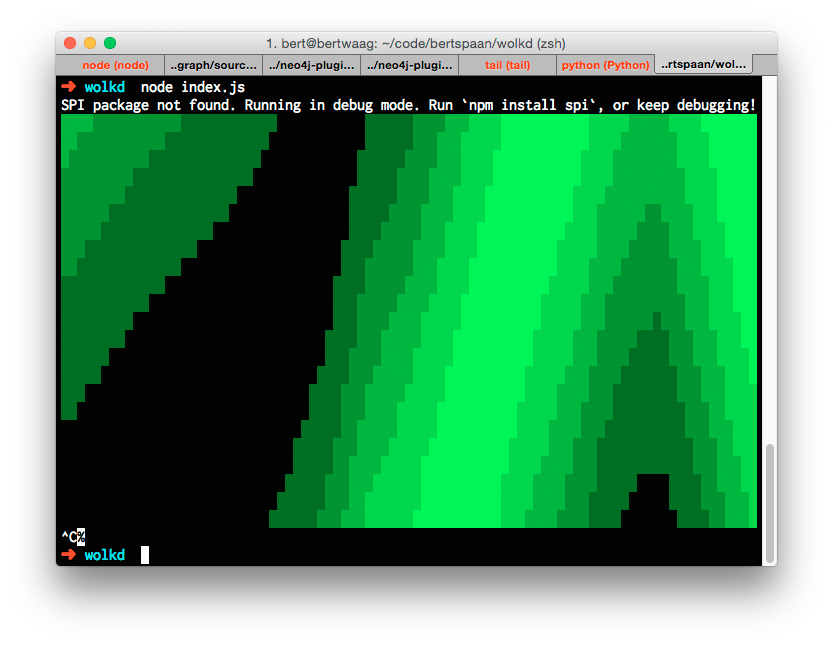 1. bert@bertwaag: ~/code/bertspaan/wolkd (zsh)
node (node) ..graph/sourc... ../neo4j-plugi... ../neo4j-plugi... tail (tail) python (Python) ..rtspaan/wol...
➜ wolkd node index.js
SPI package not found. Running in debug mode. Run `npm install spi`, or keep debugging!
^C%
➜ wolkd